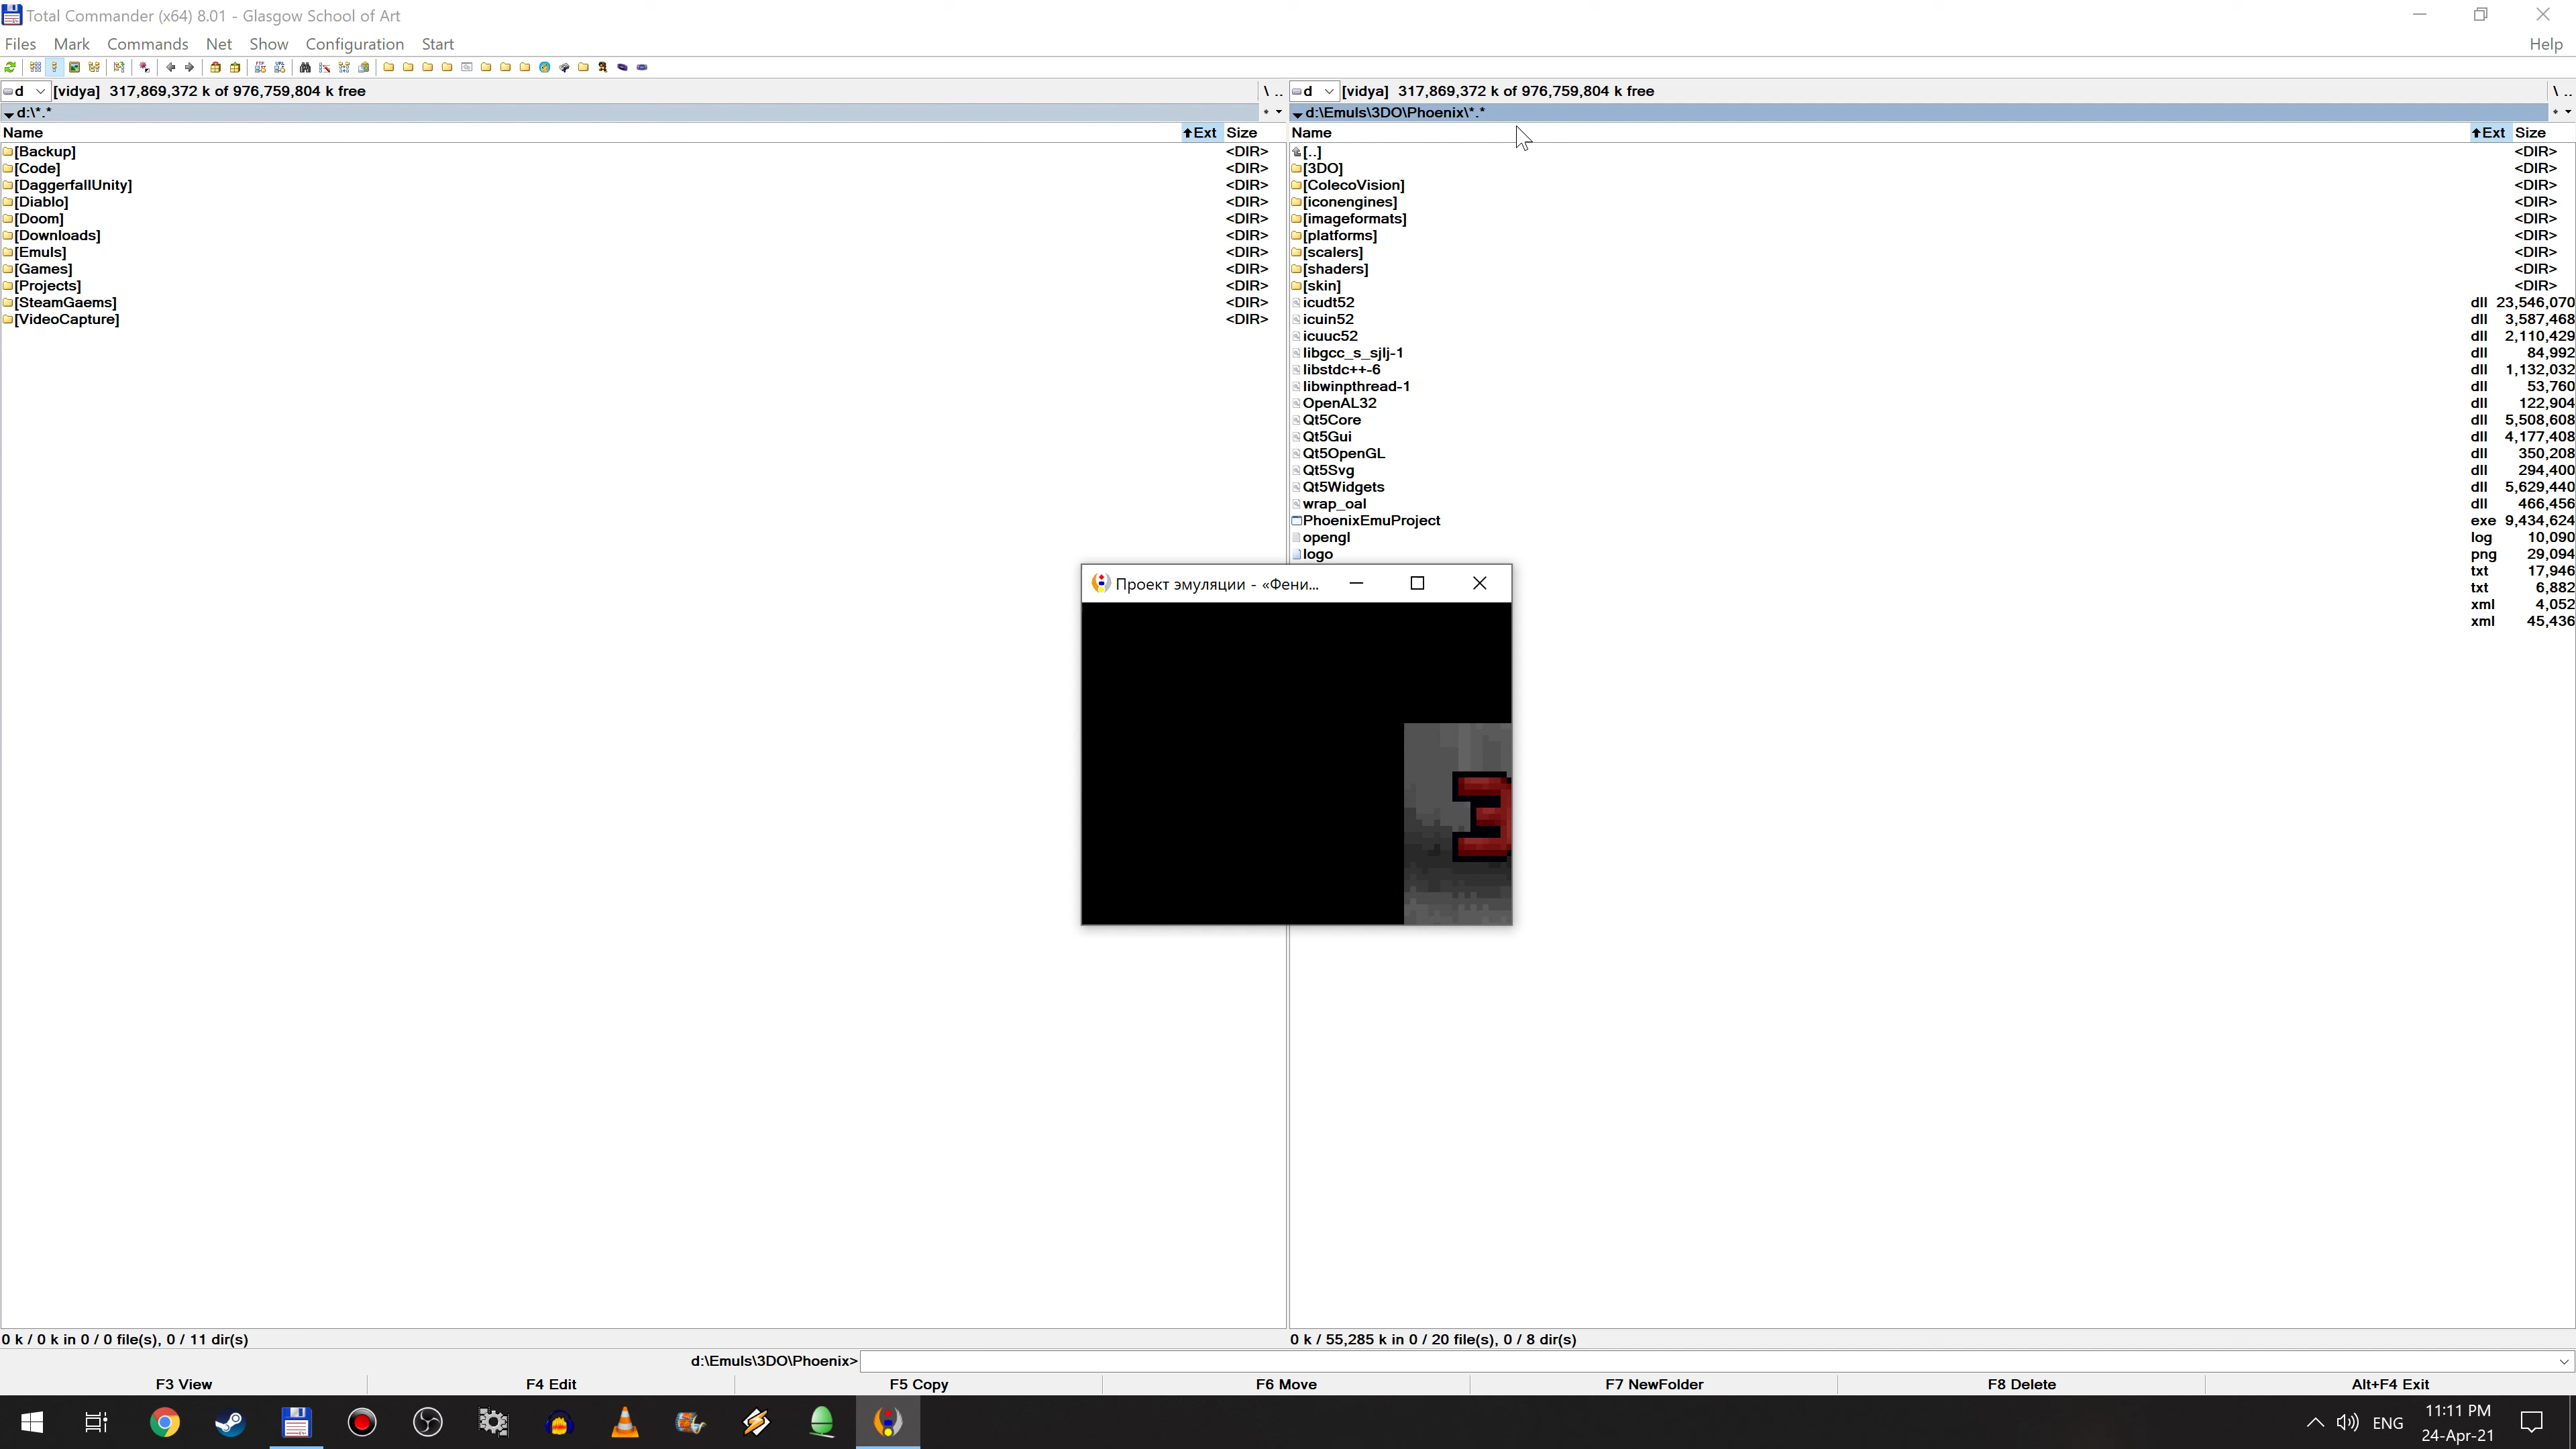 Total Commander (x64) 8.01 - Glasgow School of Art
Files Mark Commands Net Show Configuration Start Help
d [vidya] 317,869,372 k of 976,759,804 k free \ ..
d:\*.* * 
Name Ext Size
[Backup] <DIR>
[Code] <DIR>
[DaggerfallUnity] <DIR>
[Diablo] <DIR>
[Doom] <DIR>
[Downloads] <DIR>
[Emuls] <DIR>
[Games] <DIR>
[Projects] <DIR>
[SteamGaems] <DIR>
[VideoCapture] <DIR>
0 k / 0 k in 0 / 0 file(s), 0 / 11 dir(s)
d [vidya] 317,869,372 k of 976,759,804 k free \ ..
d:\Emuls\3DO\Phoenix\*.* *
Name Ext Size
[..] <DIR>
[3DO] <DIR>
[ColecoVision] <DIR>
[iconengines] <DIR>
[imageformats] <DIR>
[platforms] <DIR>
[scalers] <DIR>
[shaders] <DIR>
[skin] <DIR>
icudt52 dll 23,546,070
icuin52 dll 3,587,468
icuuc52 dll 2,110,429
libgcc_s_sjlj-1 dll 84,992
libstdc++-6 dll 1,132,032
libwinpthread-1 dll 53,760
OpenAL32 dll 122,904
Qt5Core dll 5,508,608
Qt5Gui dll 4,177,408
Qt5OpenGL dll 350,208
Qt5Svg dll 294,400
Qt5Widgets dll 5,629,440
wrap_oal dll 466,456
PhoenixEmuProject exe 9,434,624
opengl log 10,090
logo png 29,094
txt 17,946
txt 6,882
xml 4,052
xml 45,436
0 k / 55,285 k in 0 / 20 file(s), 0 / 8 dir(s)
Проект эмуляции - «Фени...
3
d:\Emuls\3DO\Phoenix>
F3 View F4 Edit F5 Copy F6 Move F7 NewFolder F8 Delete Alt+F4 Exit
ENG
11:11 PM
24-Apr-21